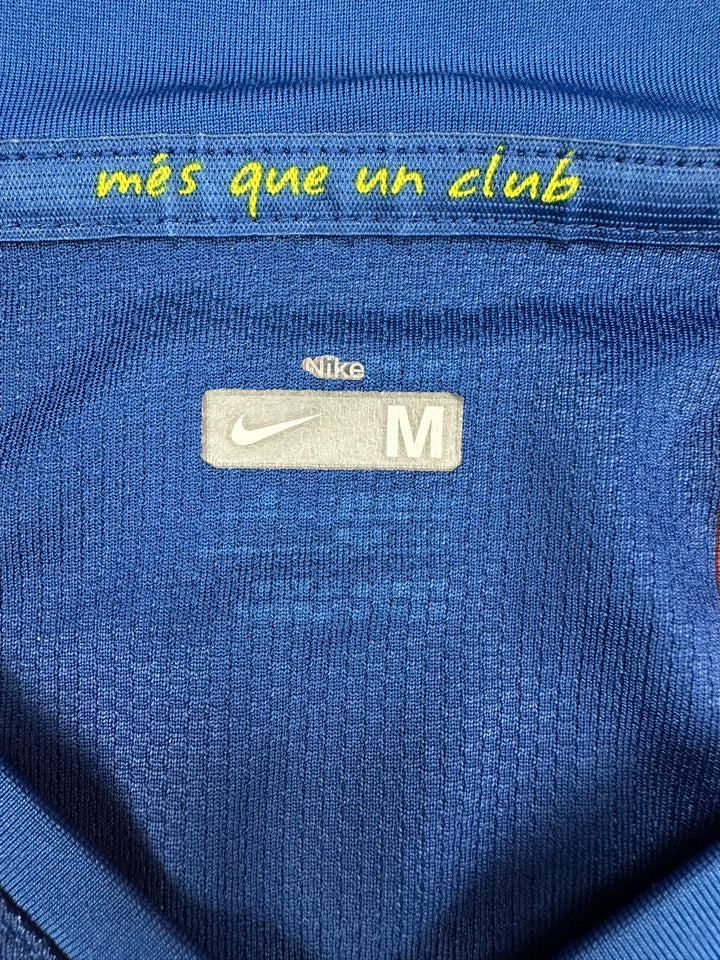 més que un club
Nike
M